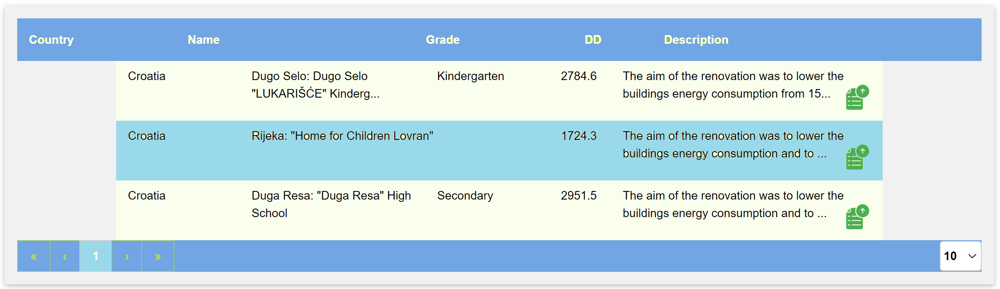 Country Name Grade DD Description
Croatia Dugo Selo: Dugo Selo Kindergarten 2784.6 The aim of the renovation was to lower the
"LUKARIŠĆE" Kinderg... buildings energy consumption from 15...
Croatia Rijeka: "Home for Children Lovran" 1724.3 The aim of the renovation was to lower the
buildings energy consumption and to ...
Croatia Duga Resa: "Duga Resa" High Secondary 2951.5 The aim of the renovation was to lower the
School buildings energy consumption and to ...
« ‹ 1 › » 10